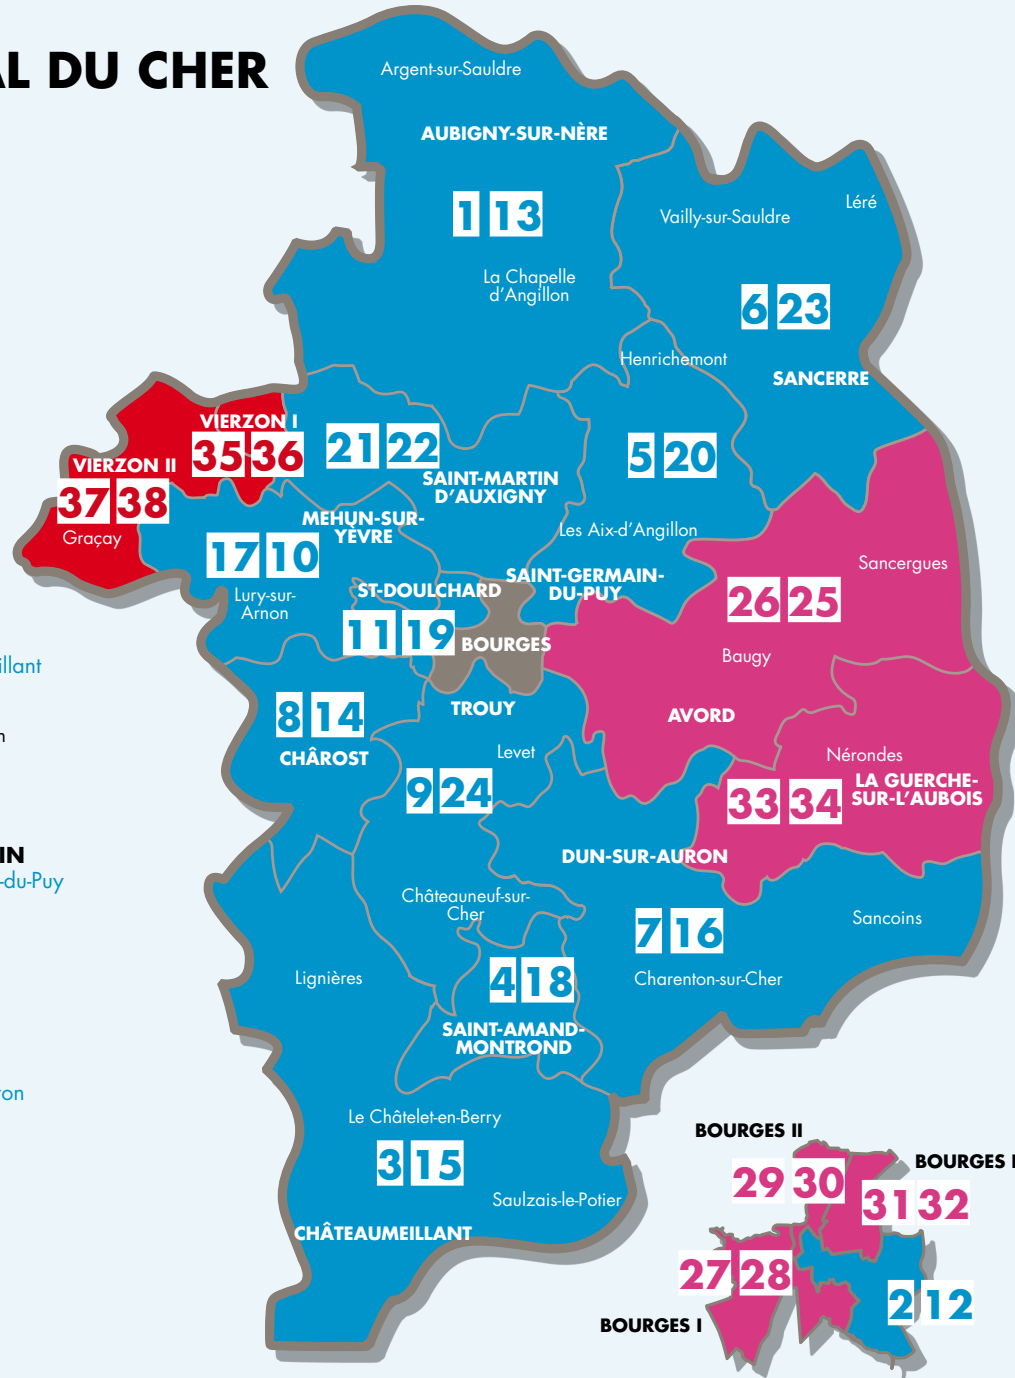 AL DU CHER
Argent-sur-Sauldre
AUBIGNY-SUR-NÈRE
1 13
La Chapelle
d'Angillon
Vailly-sur-Sauldre
Léré
6 23
SANCERRE
Henrichemont
5 20
Les Aix-d'Angillon
VIERZON I
35 36
VIERZON II
37 38
Graçay
21 22
SAINT-MARTIN
D'AUXIGNY
MEHUN-SUR-
YÈVRE
17 10
Lury-sur-
Arnon
ST-DOULCHARD
11 19
SAINT-GERMAIN-
DU-PUY
BOURGES
Sancergues
26 25
Baugy
AVORD
8 14
CHÂROST
TROUY
Levet
9 24
Nérondes
LA GUERCHE-
SUR-L'AUBOIS
33 34
DUN-SUR-AURON
7 16
Sancoins
Charenton-sur-Cher
Châteauneuf-sur-
Cher
Lignières
4 18
SAINT-AMAND-
MONTROND
Le Châtelet-en-Berry
3 15
Saulzais-le-Potier
CHÂTEAUMEILLANT
illant
n
IN
-du-Puy
on
BOURGES II
29 30
BOURGES I
31 32
27 28
BOURGES I
2 12